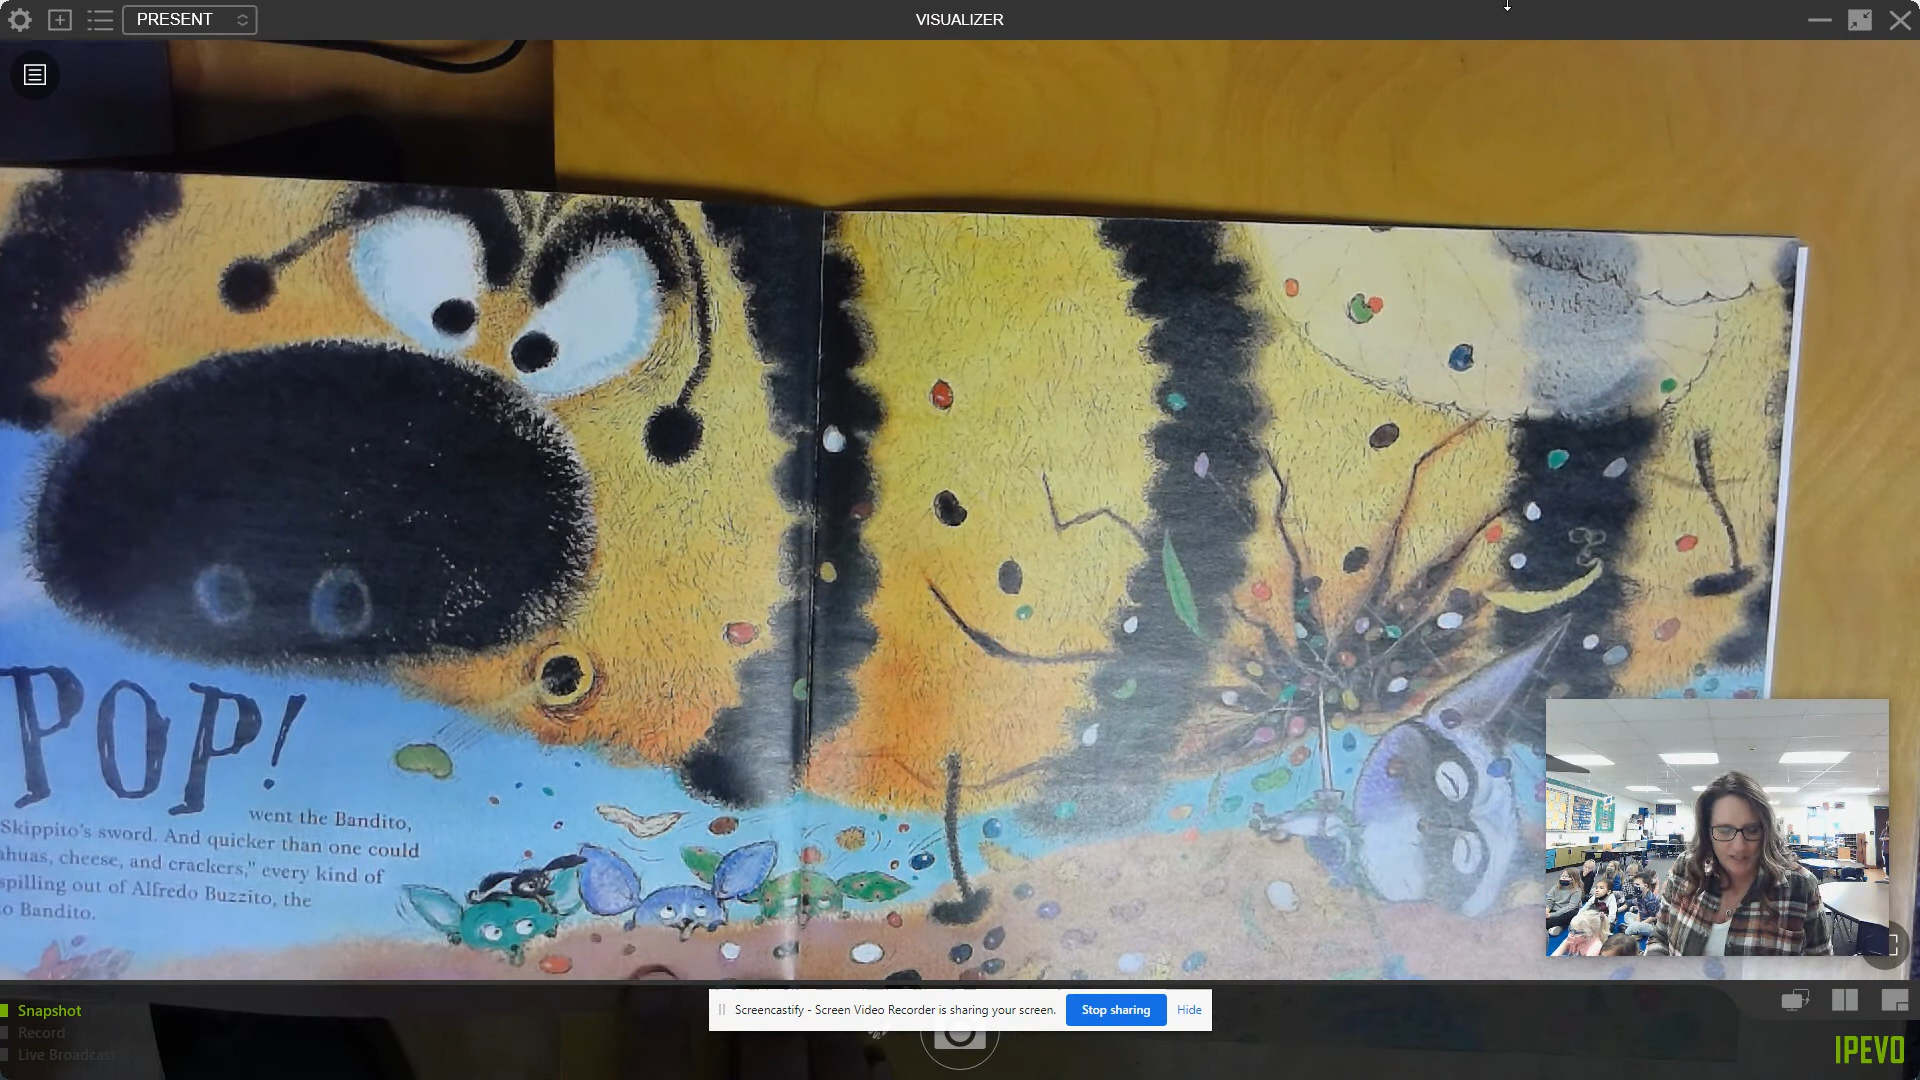 PRESENT
VISUALIZER
POP!
went the Bandito,
Skippito's sword. And quicker than one could
cheese, and crackers," every kind of
spilling out of Alfredo Buzzito, the
Bandito.
Screencastify - Screen Video Recorder is sharing your screen.
Stop sharing
Hide
Snapshot
Record
Live Broadcast
IPEVO